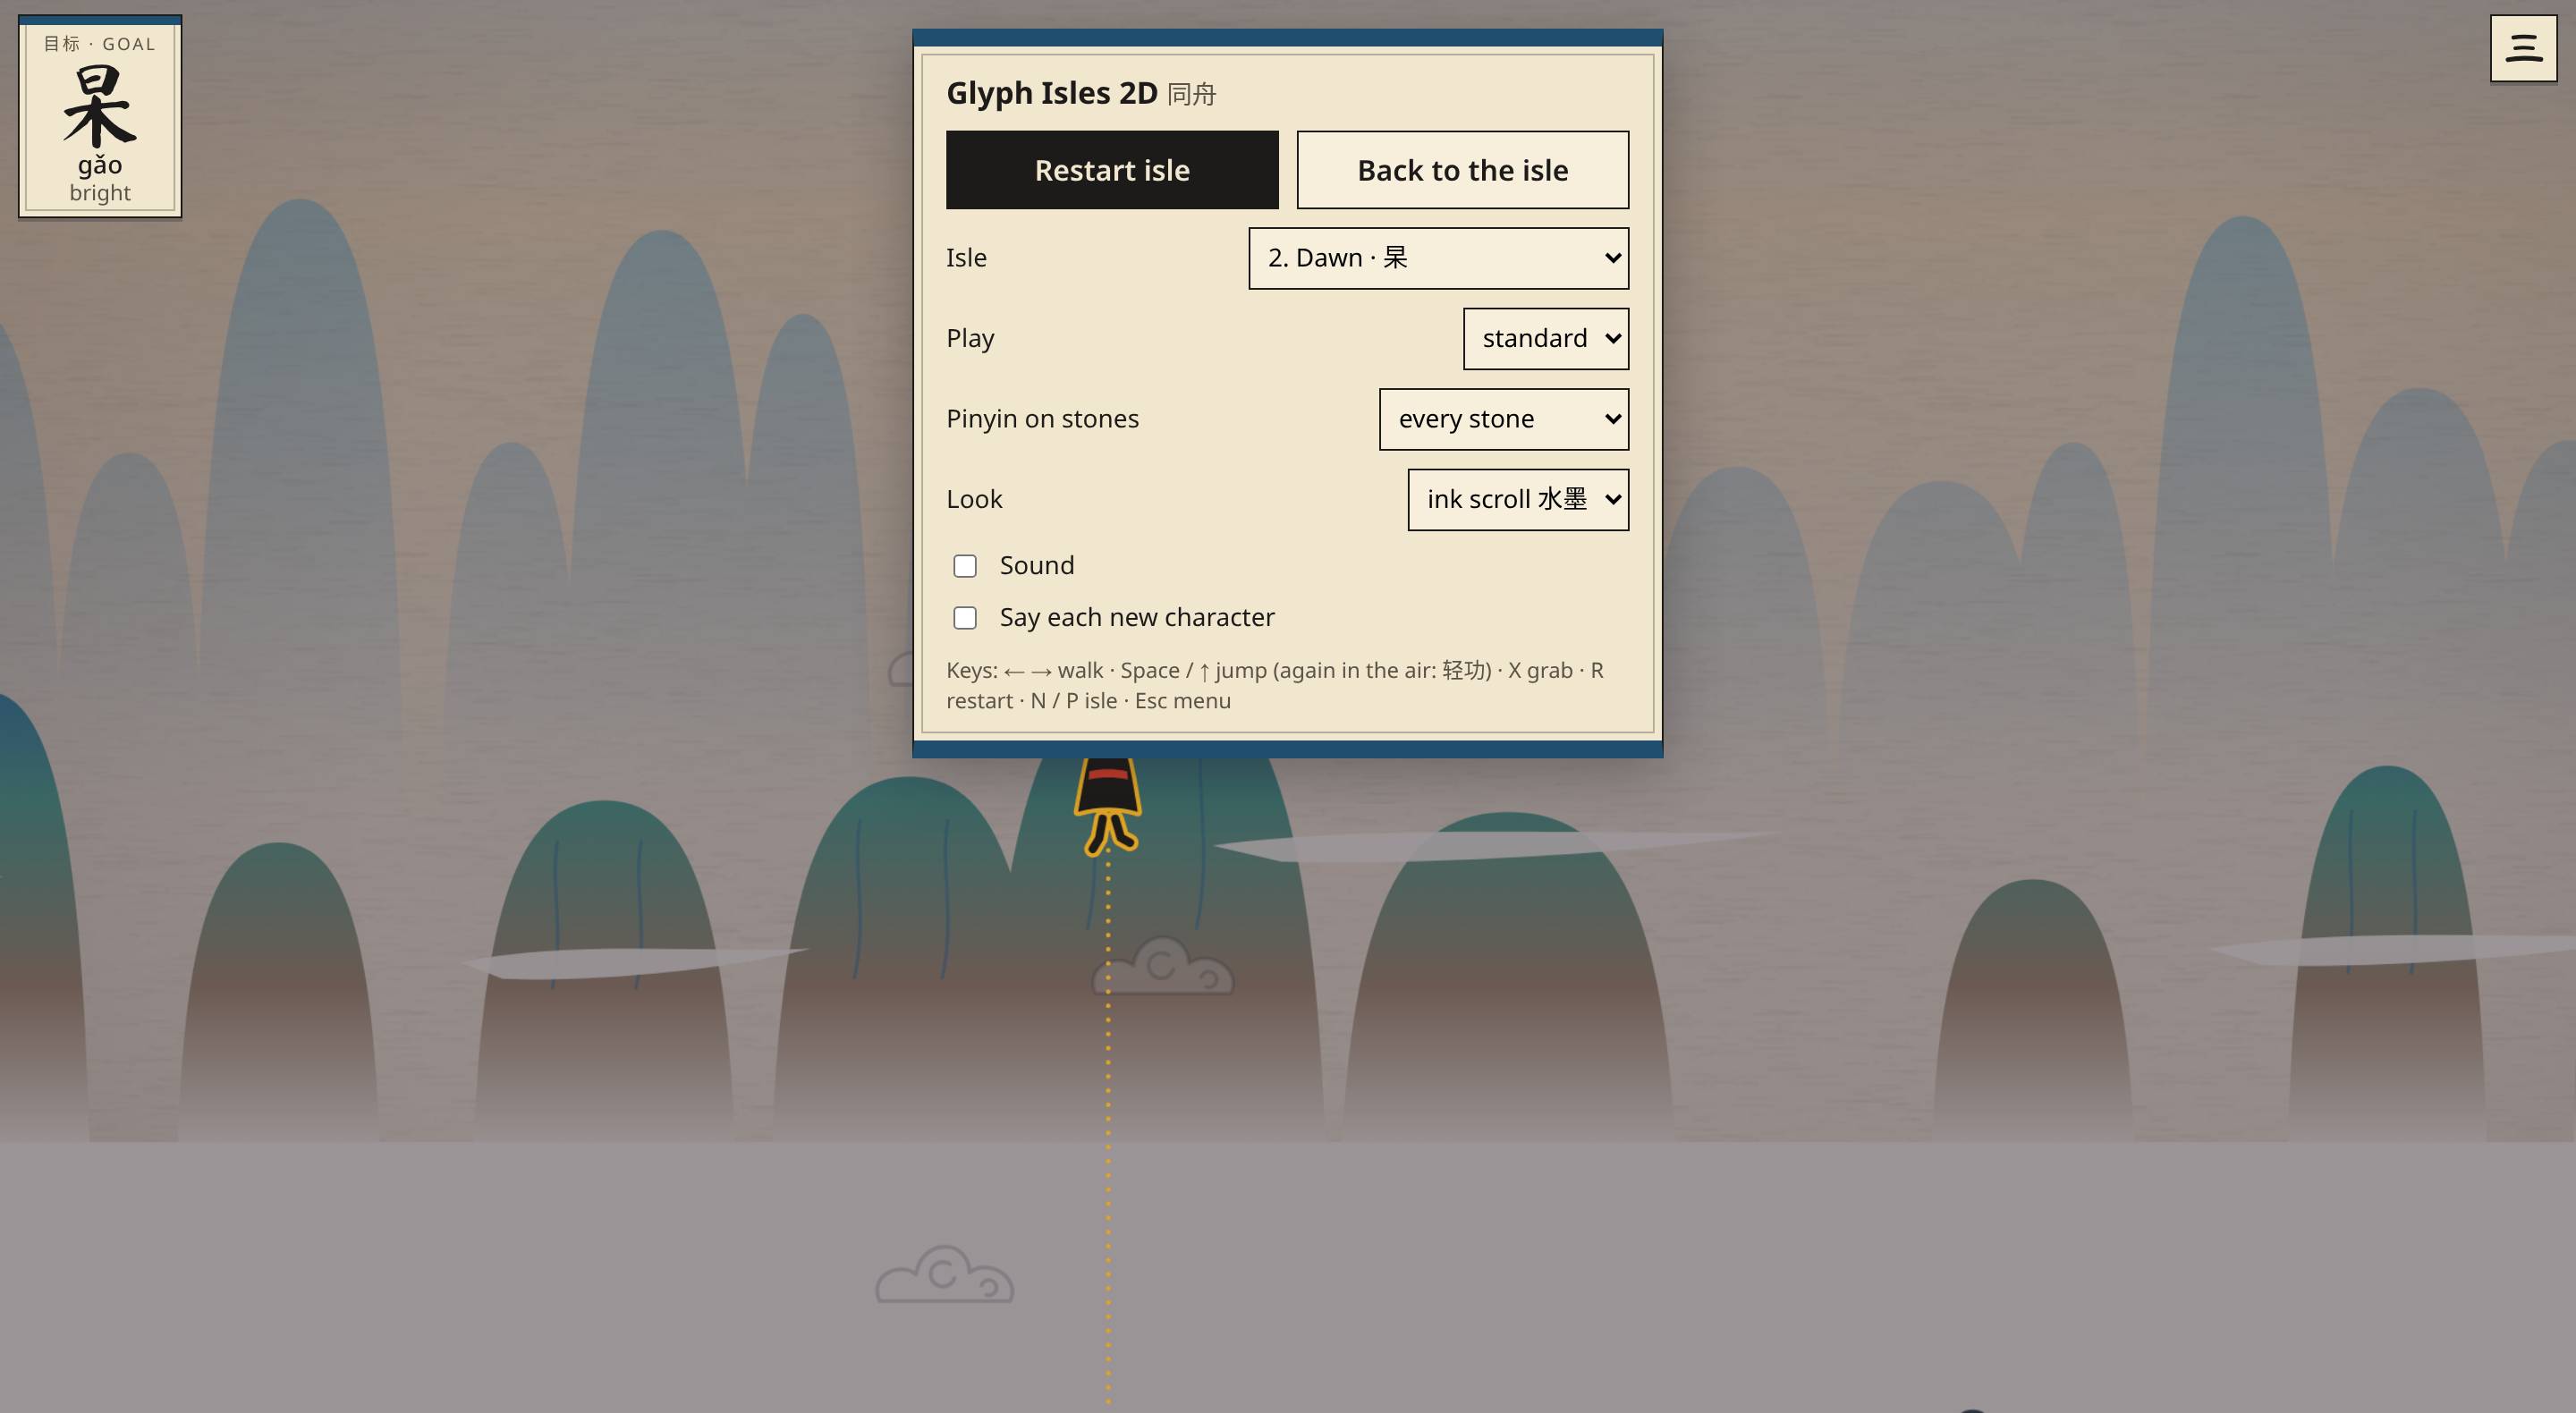 目标 · GOAL
杲
gǎo
bright
三
Glyph Isles 2D 同舟
Restart isle
Back to the isle
Isle
2. Dawn · 杲
Play
standard
Pinyin on stones
every stone
Look
ink scroll 水墨
Sound
Say each new character
Keys: ←→ walk · Space / ↑ jump (again in the air: 轻功) · X grab · R
restart · N / P isle · Esc menu